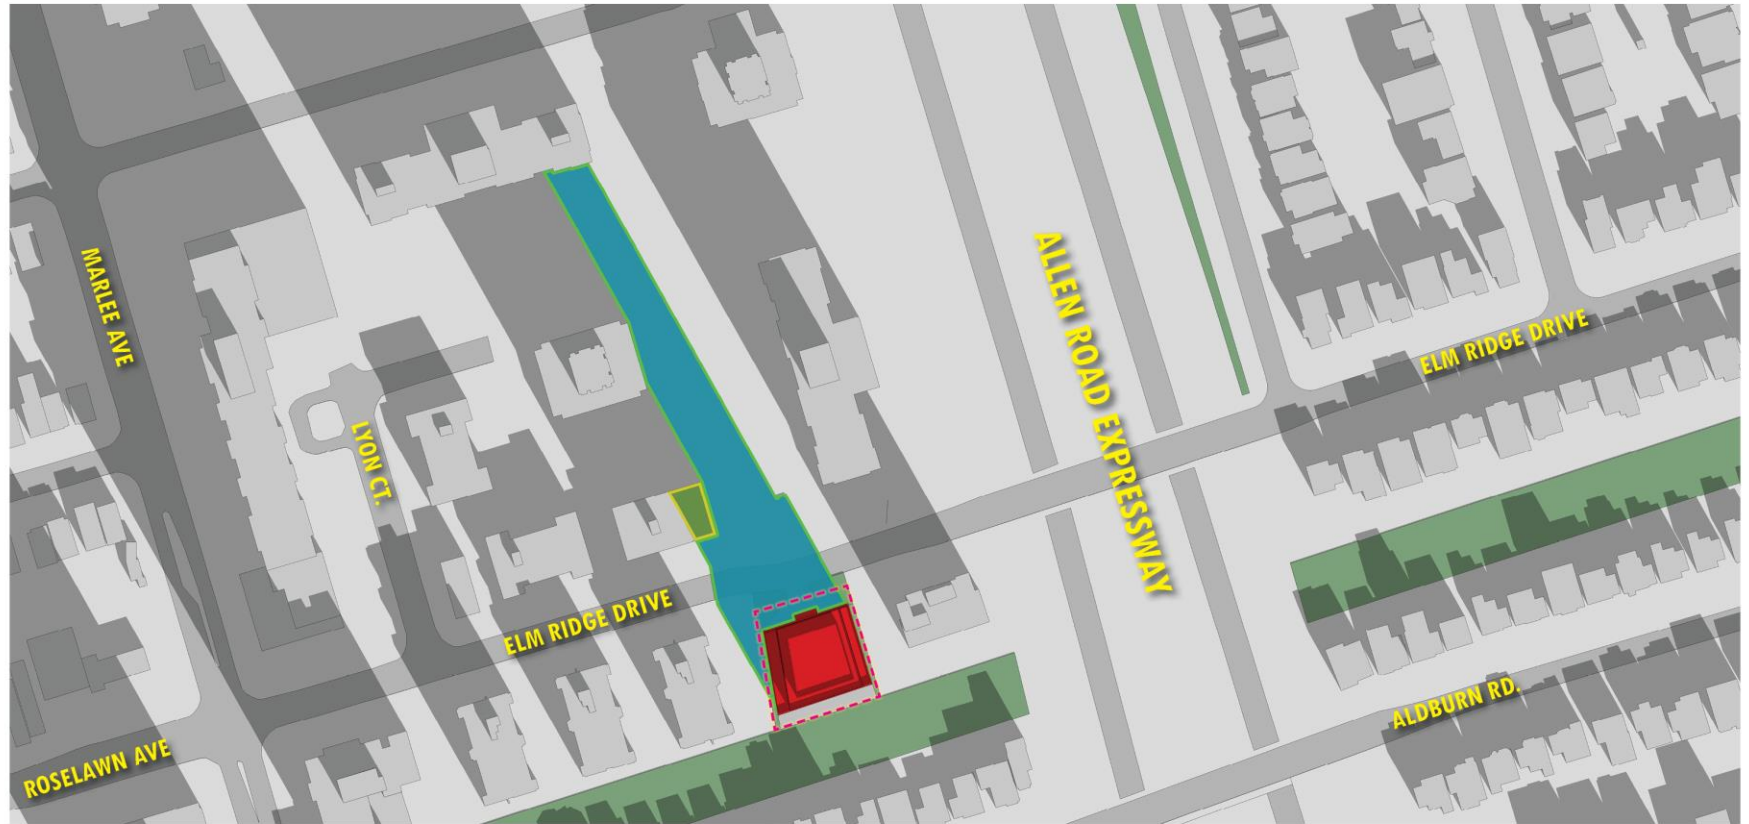 MARLEE AVE
ALLEN ROAD EXPRESSWAY
ELM RIDGE DRIVE
LYON CT.
ELM RIDGE DRIVE
ALDBURN RD.
ROSELAWN AVE